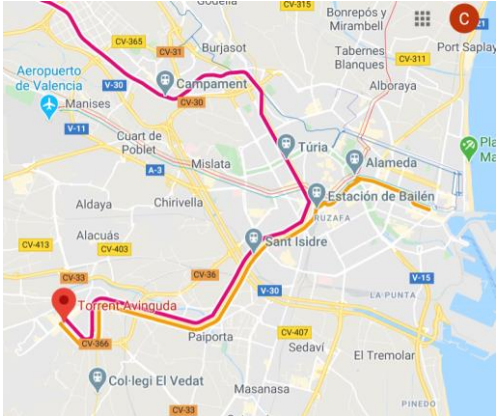 Godella
CV-315
Bonrepós y
Mirambell
C
21
CV-365
CV-31
Burjasot
Tabernes
Blanques
CV-311
Port Saplay
Aeropuerto
de Valencia
V-30
Campament
Alboraya
Manises
CV-30
V-11
Cuart de
Poblet
Túria
Alameda
A-3
Mislata
Aldaya
Chirivella
Estación de Bailén
RUZAFA
Alacuás
CV-413
CV-403
Sant Isidre
CV-33
CV-36
V-15
V-30
LA PUNTA
Torrent Avinguda
CV-366
Paiporta
CV-407
Sedaví
El Tremolar
Col·legi El Vedat
Masanasa
CV-33
PINEDO